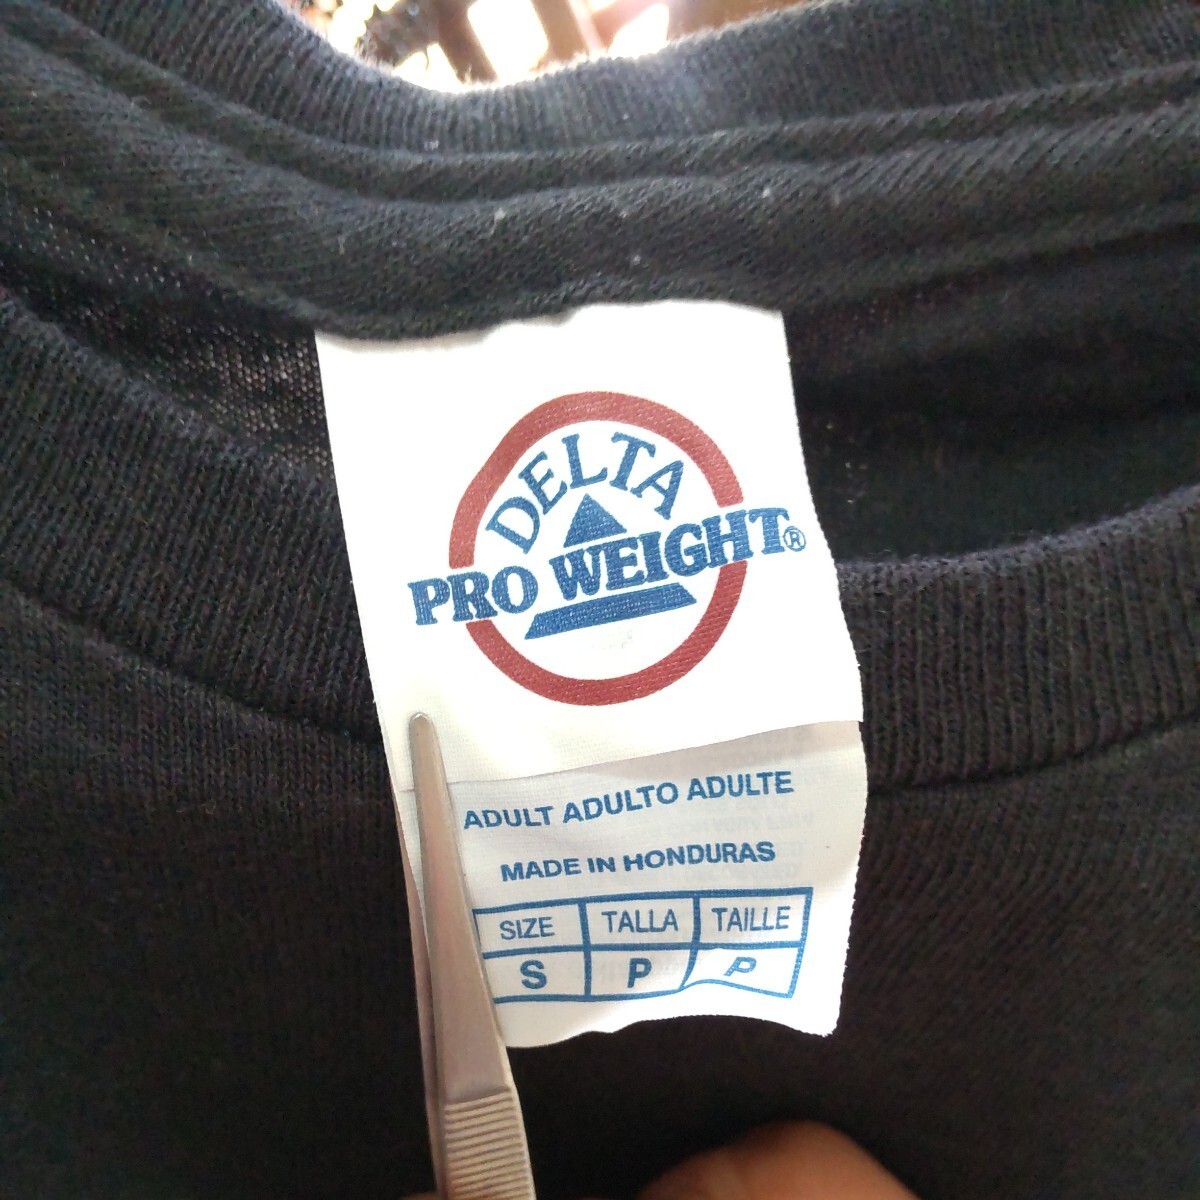 DELTA
PRO WEIGHT®
ADULT ADULTO ADULTE
MADE IN HONDURAS
SIZE TALLA TAILLE
S P P